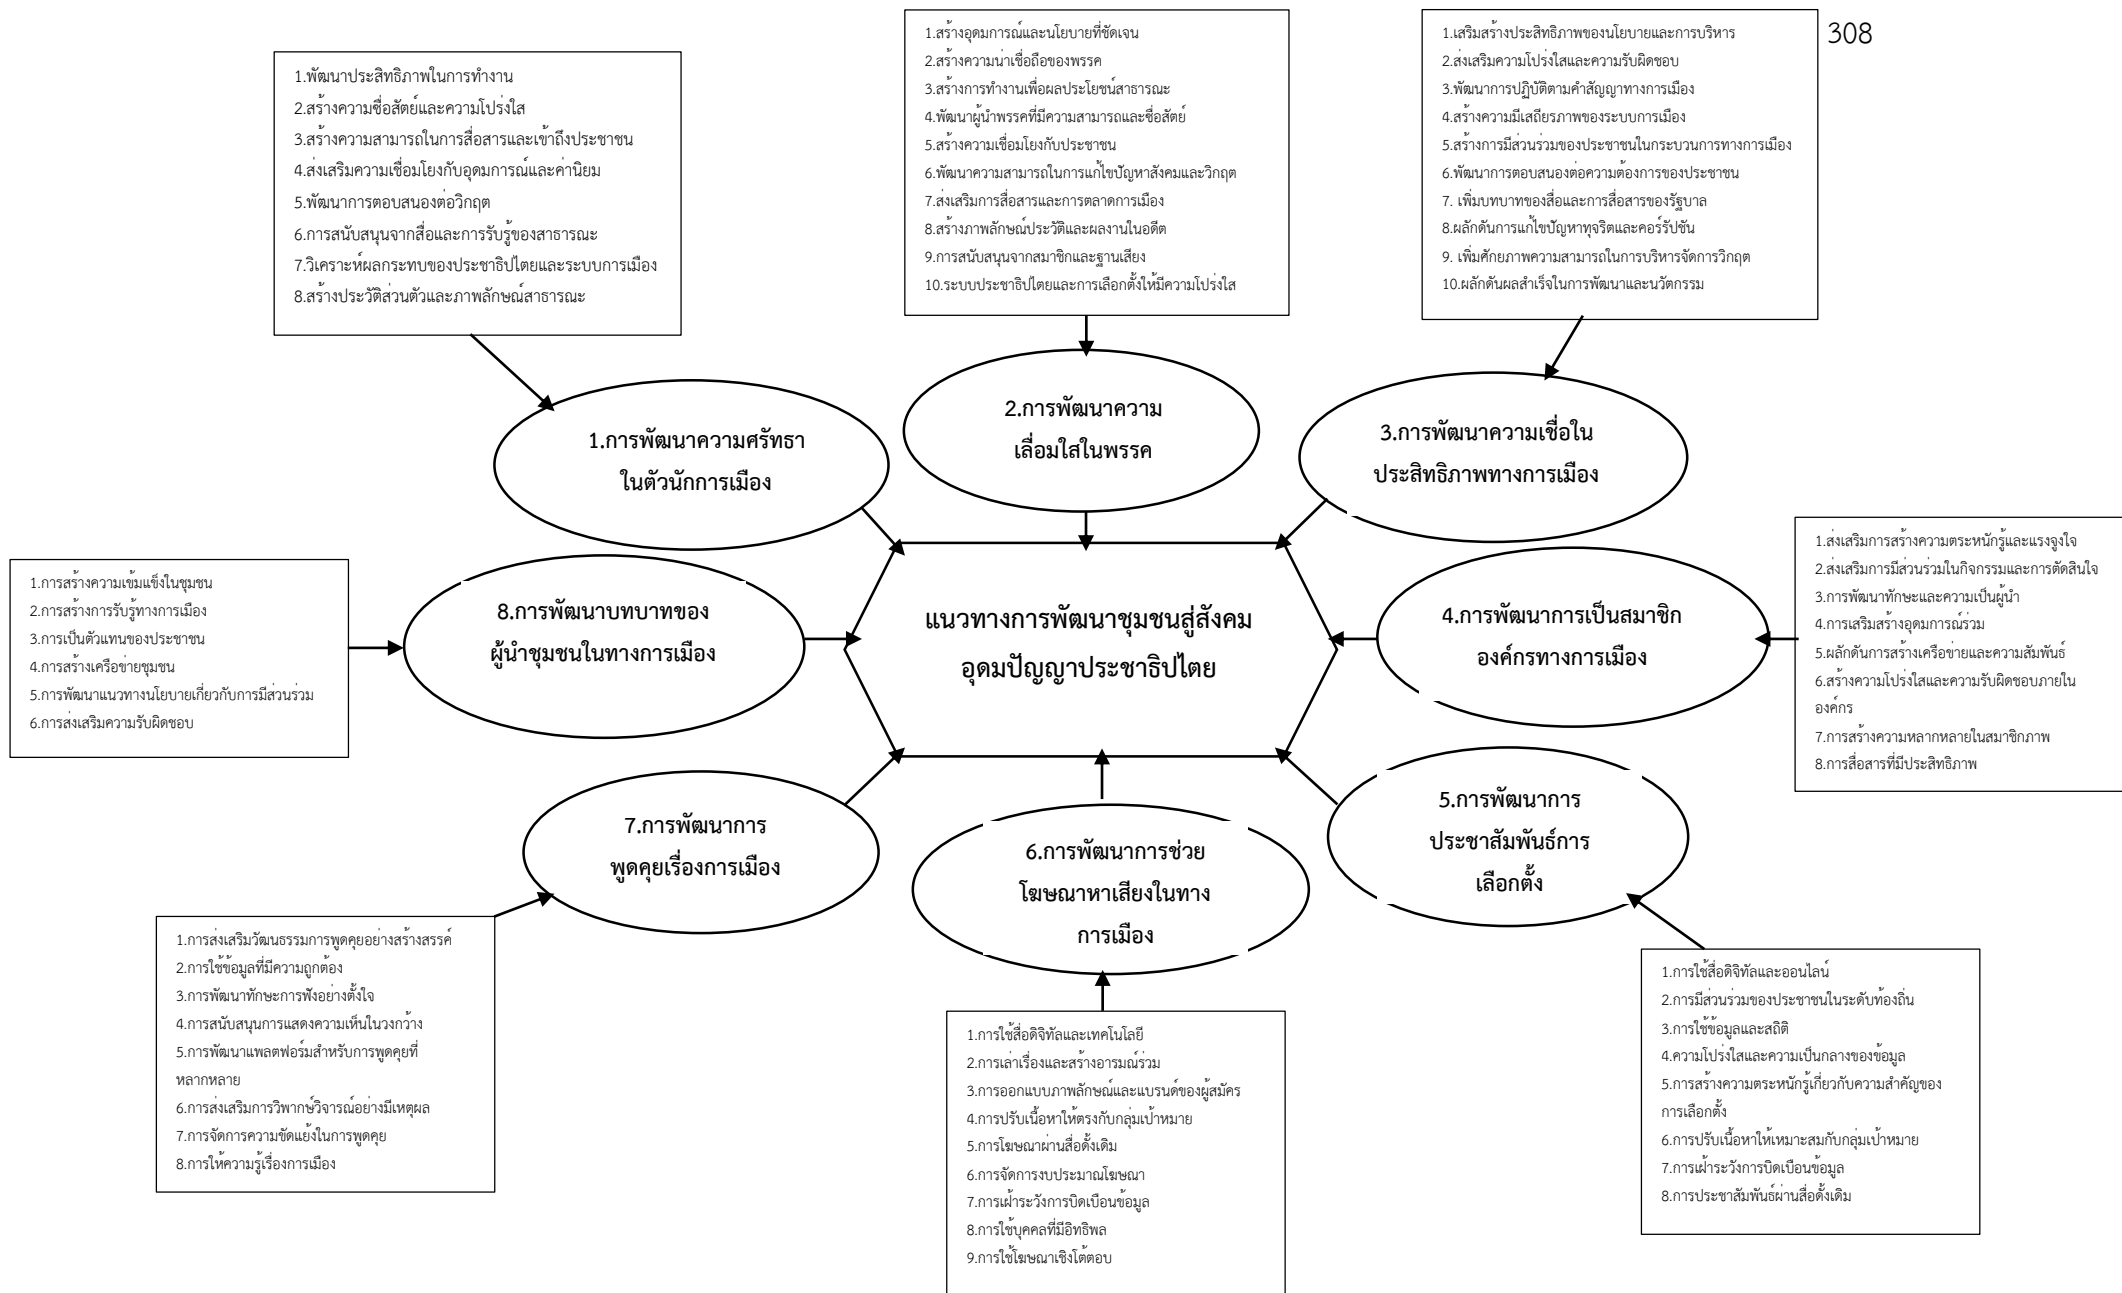 308
1.พัฒนาประสิทธิภาพในการทำงาน
2.สร้างความซื่อสัตย์และความโปร่งใส
3.สร้างความสามารถในการสื่อสารและเข้าถึงประชาชน
4.ส่งเสริมความเชื่อมโยงกับอุดมการณ์และค่านิยม
5.พัฒนาการตอบสนองต่อวิกฤต
6.การสนับสนุนจากสื่อและการรับรู้ของสาธารณะ
7.วิเคราะห์ผลกระทบของประชาธิปไตยและระบบการเมือง
8.สร้างประวัติส่วนตัวและภาพลักษณ์สาธารณะ
1.สร้างอุดมการณ์และนโยบายที่ชัดเจน
2.สร้างความน่าเชื่อถือของพรรค
3.สร้างการทำงานเพื่อผลประโยชน์สาธารณะ
4.พัฒนาผู้นำพรรคที่มีความสามารถและซื่อสัตย์
5.สร้างความเชื่อมโยงกับประชาชน
6.พัฒนาความสามารถในการแก้ไขปัญหาสังคมและวิกฤต
7.ส่งเสริมการสื่อสารและการตลาดการเมือง
8.สร้างภาพลักษณ์ประวัติและผลงานในอดีต
9.การสนับสนุนจากสมาชิกและฐานเสียง
10.ระบบประชาธิปไตยและการเลือกตั้งให้มีความโปร่งใส
1.เสริมสร้างประสิทธิภาพของนโยบายและการบริหาร
2.ส่งเสริมความโปร่งใสและความรับผิดชอบ
3.พัฒนาการปฏิบัติตามคำสัญญาทางการเมือง
4.สร้างความมีเสถียรภาพของระบบการเมือง
5.สร้างการมีส่วนร่วมของประชาชนในกระบวนการทางการเมือง
6.พัฒนาการตอบสนองต่อความต้องการของประชาชน
7. เพิ่มบทบาทของสื่อและการสื่อสารของรัฐบาล
8.ผลักดันการแก้ไขปัญหาทุจริตและคอร์รัปชัน
9. เพิ่มศักยภาพความสามารถในการบริหารจัดการวิกฤต
10.ผลักดันผลสำเร็จในการพัฒนาและนวัตกรรม
1.การพัฒนาความศรัทธา
ในตัวนักการเมือง
2.การพัฒนาความ
เลื่อมใสในพรรค
3.การพัฒนาความเชื่อใน
ประสิทธิภาพทางการเมือง
1.การสร้างความเข้มแข็งในชุมชน
2.การสร้างการรับรู้ทางการเมือง
3.การเป็นตัวแทนของประชาชน
4.การสร้างเครือข่ายชุมชน
5.การพัฒนาแนวทางนโยบายเกี่ยวกับการมีส่วนร่วม
6.การส่งเสริมความรับผิดชอบ
8.การพัฒนาบทบาทของ
ผู้นำชุมชนในทางการเมือง
แนวทางการพัฒนาชุมชนสู่สังคม
อุดมปัญญาประชาธิปไตย
4.การพัฒนาการเป็นสมาชิก
องค์กรทางการเมือง
1.ส่งเสริมการสร้างความตระหนักรู้และแรงจูงใจ
2.ส่งเสริมการมีส่วนร่วมในกิจกรรมและการตัดสินใจ
3.การพัฒนาทักษะและความเป็นผู้นำ
4.การเสริมสร้างอุดมการณ์ร่วม
5.ผลักดันการสร้างเครือข่ายและความสัมพันธ์
6.สร้างความโปร่งใสและความรับผิดชอบภายใน
องค์กร
7.การสร้างความหลากหลายในสมาชิกภาพ
8.การสื่อสารที่มีประสิทธิภาพ
7.การพัฒนาการ
พูดคุยเรื่องการเมือง
6.การพัฒนาการช่วย
โฆษณาหาเสียงในทาง
การเมือง
5.การพัฒนาการ
ประชาสัมพันธ์การ
เลือกตั้ง
1.การส่งเสริมวัฒนธรรมการพูดคุยอย่างสร้างสรรค์
2.การใช้ข้อมูลที่มีความถูกต้อง
3.การพัฒนาทักษะการฟังอย่างตั้งใจ
4.การสนับสนุนการแสดงความเห็นในวงกว้าง
5.การพัฒนาแพลตฟอร์มสำหรับการพูดคุยที่
หลากหลาย
6.การส่งเสริมการวิพากษ์วิจารณ์อย่างมีเหตุผล
7.การจัดการความขัดแย้งในการพูดคุย
8.การให้ความรู้เรื่องการเมือง
1.การใช้สื่อดิจิทัลและเทคโนโลยี
2.การเล่าเรื่องและสร้างอารมณ์ร่วม
3.การออกแบบภาพลักษณ์และแบรนด์ของผู้สมัคร
4.การปรับเนื้อหาให้ตรงกับกลุ่มเป้าหมาย
5.การโฆษณาผ่านสื่อดั้งเดิม
6.การจัดการงบประมาณโฆษณา
7.การเฝ้าระวังการบิดเบือนข้อมูล
8.การใช้บุคคลที่มีอิทธิพล
9.การใช้โฆษณาเชิงโต้ตอบ
1.การใช้สื่อดิจิทัลและออนไลน์
2.การมีส่วนร่วมของประชาชนในระดับท้องถิ่น
3.การใช้ข้อมูลและสถิติ
4.ความโปร่งใสและความเป็นกลางของข้อมูล
5.การสร้างความตระหนักรู้เกี่ยวกับความสำคัญของ
การเลือกตั้ง
6.การปรับเนื้อหาให้เหมาะสมกับกลุ่มเป้าหมาย
7.การเฝ้าระวังการบิดเบือนข้อมูล
8.การประชาสัมพันธ์ผ่านสื่อดั้งเดิม